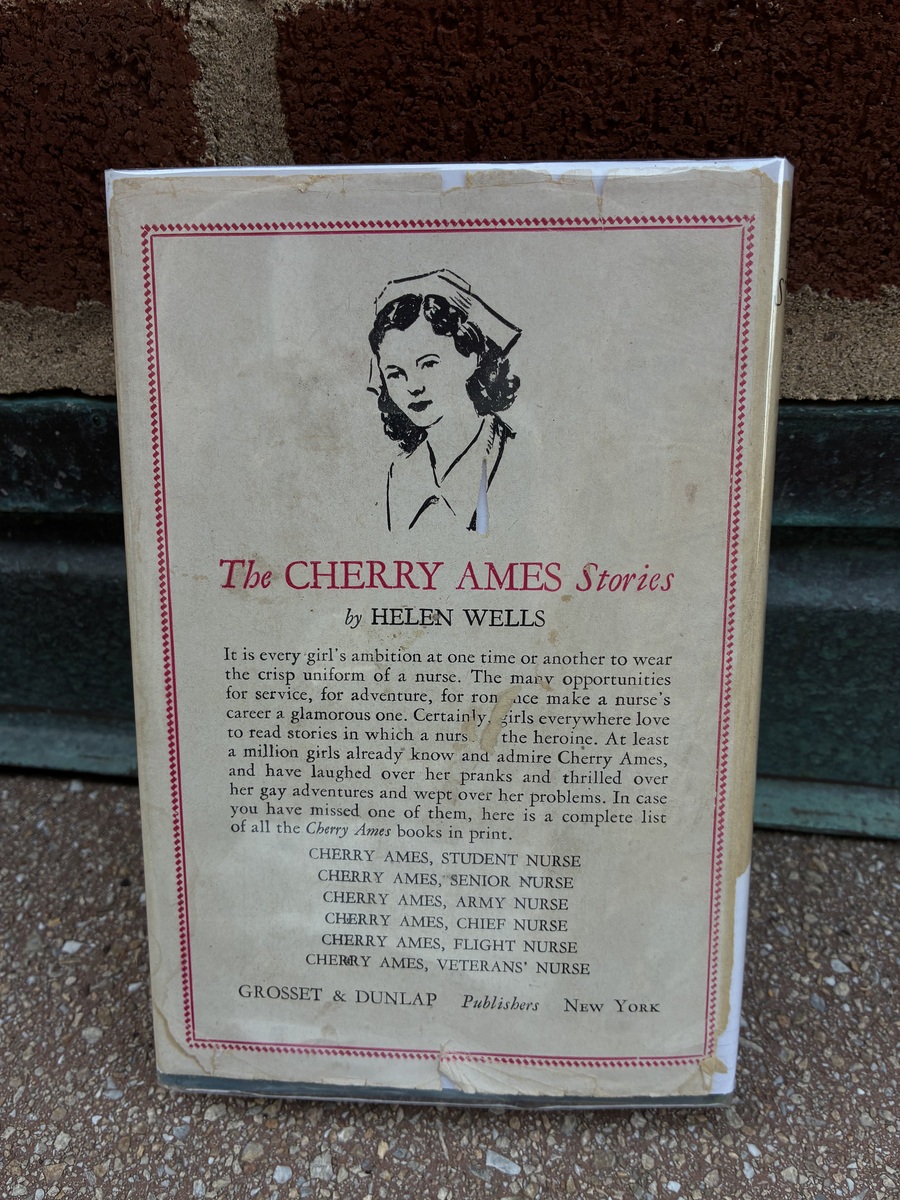 The CHERRY AMES Stories
by HELEN WELLS
It is every girl's ambition at one time or another to wear
the crisp uniform of a nurse. The many opportunities
for service, for adventure, for make a nurse's
career a glamorous one. Certainly, girls everywhere love
to read stories in which a the heroine. At least
a million girls already know and admire Cherry Ames,
and have laughed over her pranks and thrilled over
her gay adventures and wept over her problems. In case
you have missed one of them, here is a complete list
of all the Cherry Ames books in print.
CHERRY AMES, STUDENT NURSE
CHERRY AMES, SENIOR NURSE
CHERRY AMES, ARMY NURSE
CHERRY AMES, CHIEF NURSE
CHERRY AMES, FLIGHT NURSE
CHERRY AMES, VETERANS' NURSE
GROSSET & DUNLAP Publishers NEW YORK